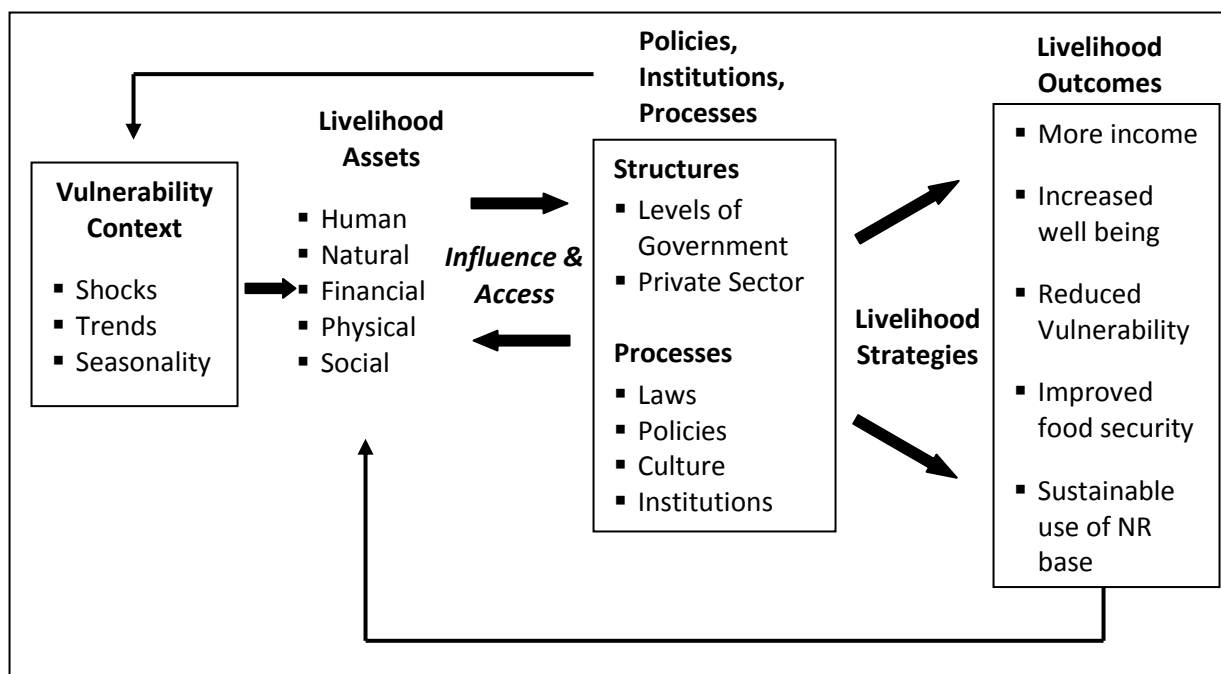 Vulnerability
Context
▪ Shocks
▪ Trends
▪ Seasonality
Livelihood
Assets
▪ Human
▪ Natural
▪ Financial
▪ Physical
▪ Social
Influence &
Access
Policies,
Institutions,
Processes
Structures
▪ Levels of
Government
▪ Private Sector
Processes
▪ Laws
▪ Policies
▪ Culture
▪ Institutions
Livelihood
Strategies
Livelihood
Outcomes
▪ More income
▪ Increased
well being
▪ Reduced
Vulnerability
▪ Improved
food security
▪ Sustainable
use of NR
base